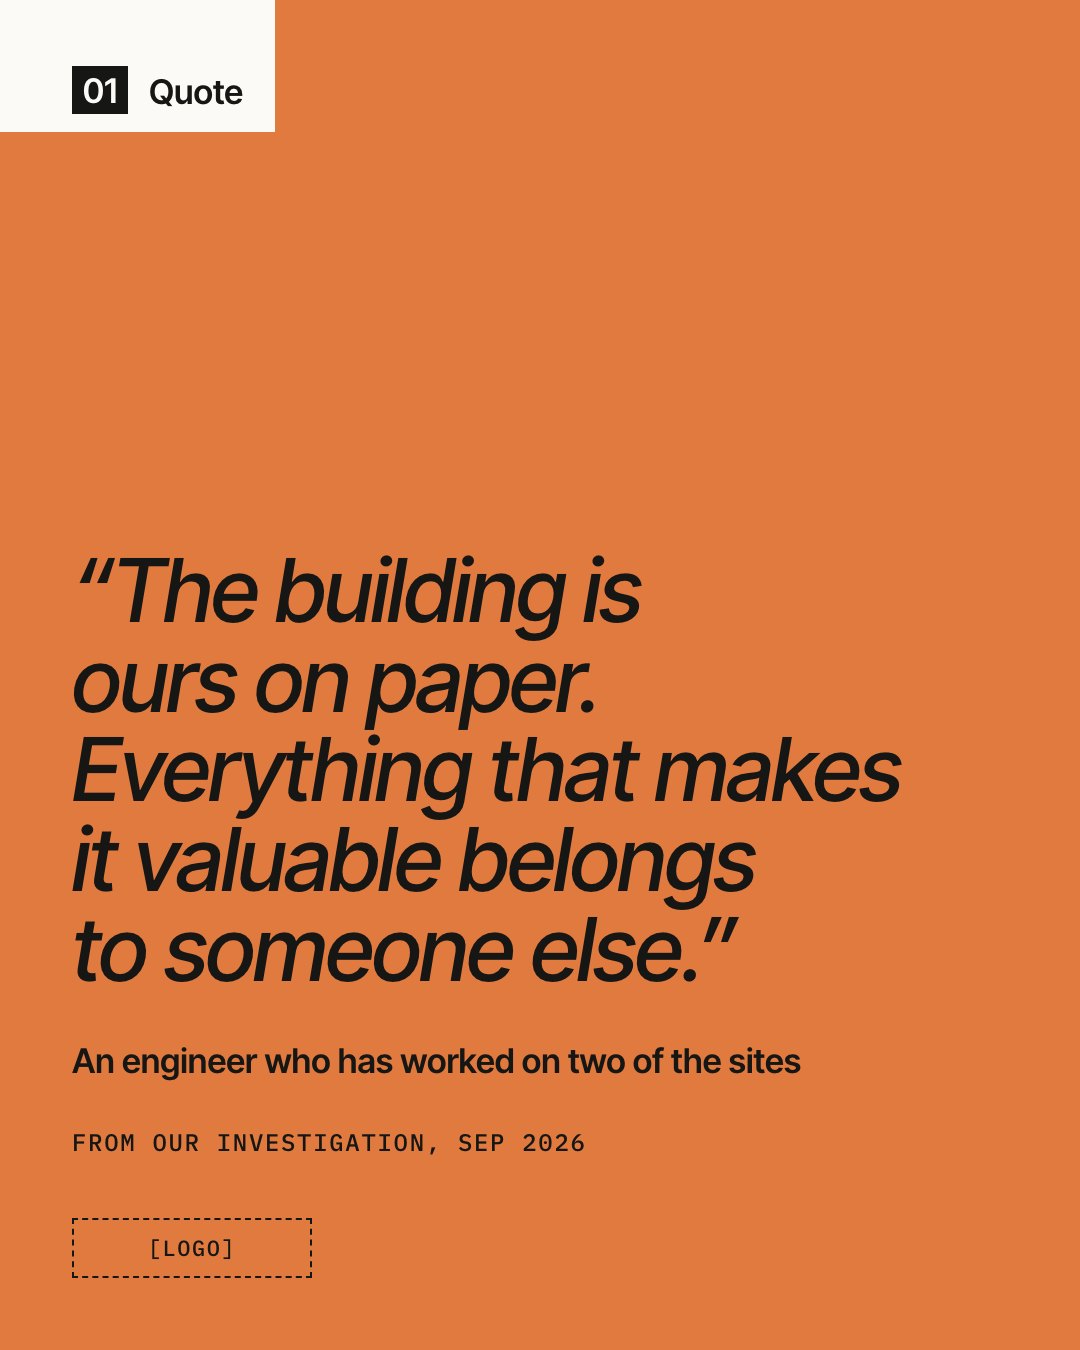 01 Quote
“The building is
ours on paper.
Everything that makes
it valuable belongs
to someone else.”
An engineer who has worked on two of the sites
FROM OUR INVESTIGATION, SEP 2026
[LOGO]